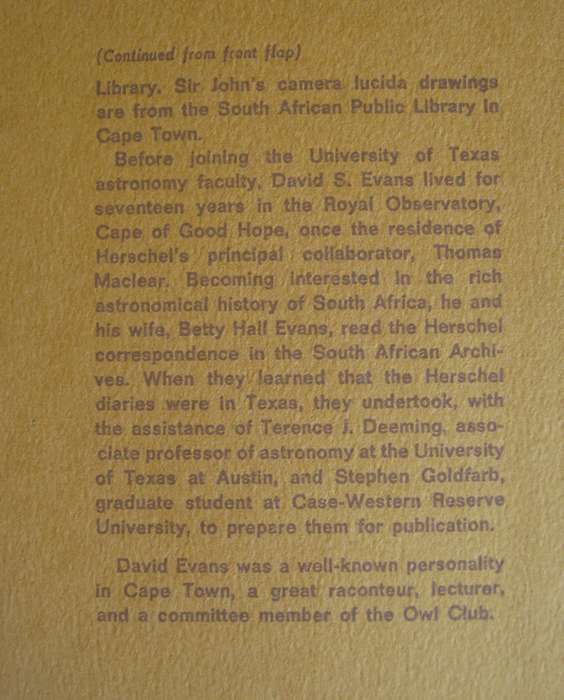 (Continued from front flap)
Library. Sir John's camera lucida drawings
are from the South African Public Library in
Cape Town.
Before joining the University of Texas
astronomy faculty, David S. Evans lived for
seventeen years in the Royal Observatory,
Cape of Good Hope, once the residence of
Herschel's principal collaborator, Thomas
Maclear. Becoming interested in the rich
astronomical history of South Africa, he and
his wife, Betty Hall Evans, read the Herschel
correspondence in the South African Archi-
ves. When they learned that the Herschel
diaries were in Texas, they undertook, with
the assistance of Terence J. Deeming, asso-
ciate professor of astronomy at the University
of Texas at Austin, and Stephen Goldfarb,
graduate student at Case-Western Reserve
University, to prepare them for publication.
David Evans was a well-known personality
in Cape Town, a great raconteur, lecturer,
and a committee member of the Owl Club.